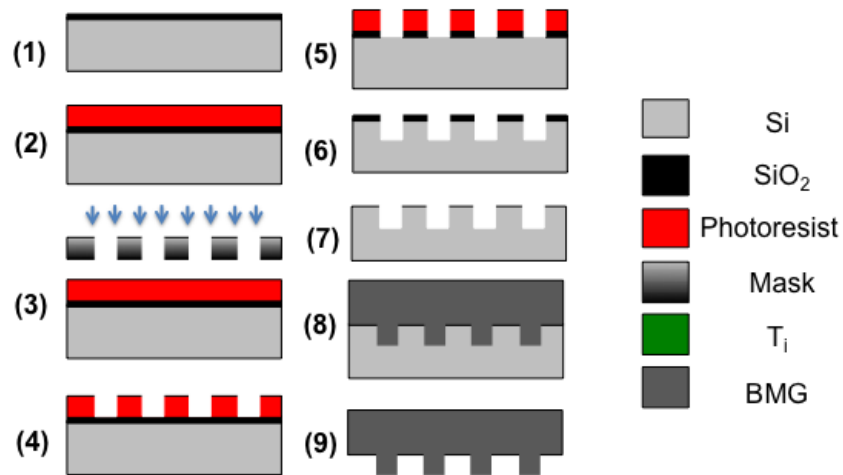 (1)
(2)
(3)
(4)
(5)
(6)
(7)
(8)
(9)
Si
SiO₂
Photoresist
Mask
Tᵢ
BMG